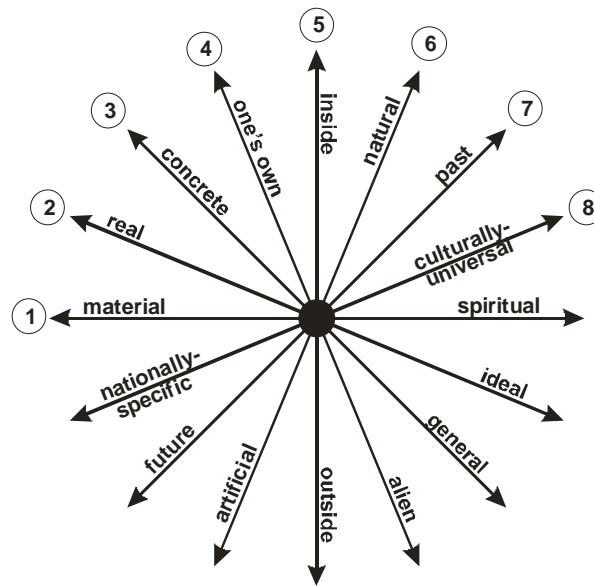 5
4
6
3
7
2
8
1
inside
one's own
natural
concrete
past
real
culturally-
universal
material
spiritual
nationally-
specific
ideal
future
general
artificial
outside
alien